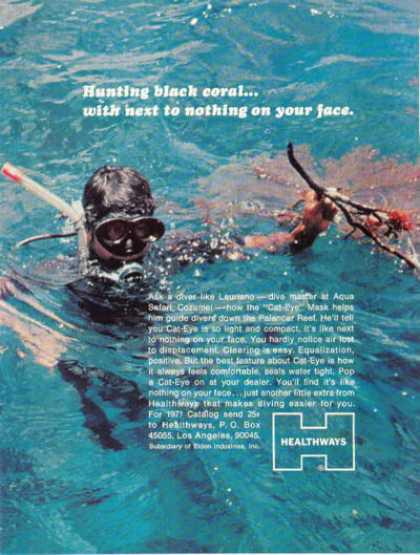 Hunting black coral...
with next to nothing on your face.
Ask a diver like Laureano—dive master at Aqua
Safari, Cozumel—how the "Cat-Eye" Mask helps
him guide divers down the Palancar Reef. He'll tell
you Cat-Eye is so light and compact, it's like next
to nothing on your face. You hardly notice air lost
to displacement. Clearing is easy. Equalization,
positive. But the best feature about Cat-Eye is how
it always feels comfortable, seals water tight. Pop
a Cat-Eye on at your dealer. You'll find it's like
nothing on your face...just another little extra from
Healthways that makes diving easier for you.
For 1971 Catalog send 25¢
to Healthways, P. O. Box
45055, Los Angeles, 90045.
Subsidiary of Eldon Industries, Inc.
HEALTHWAYS
®